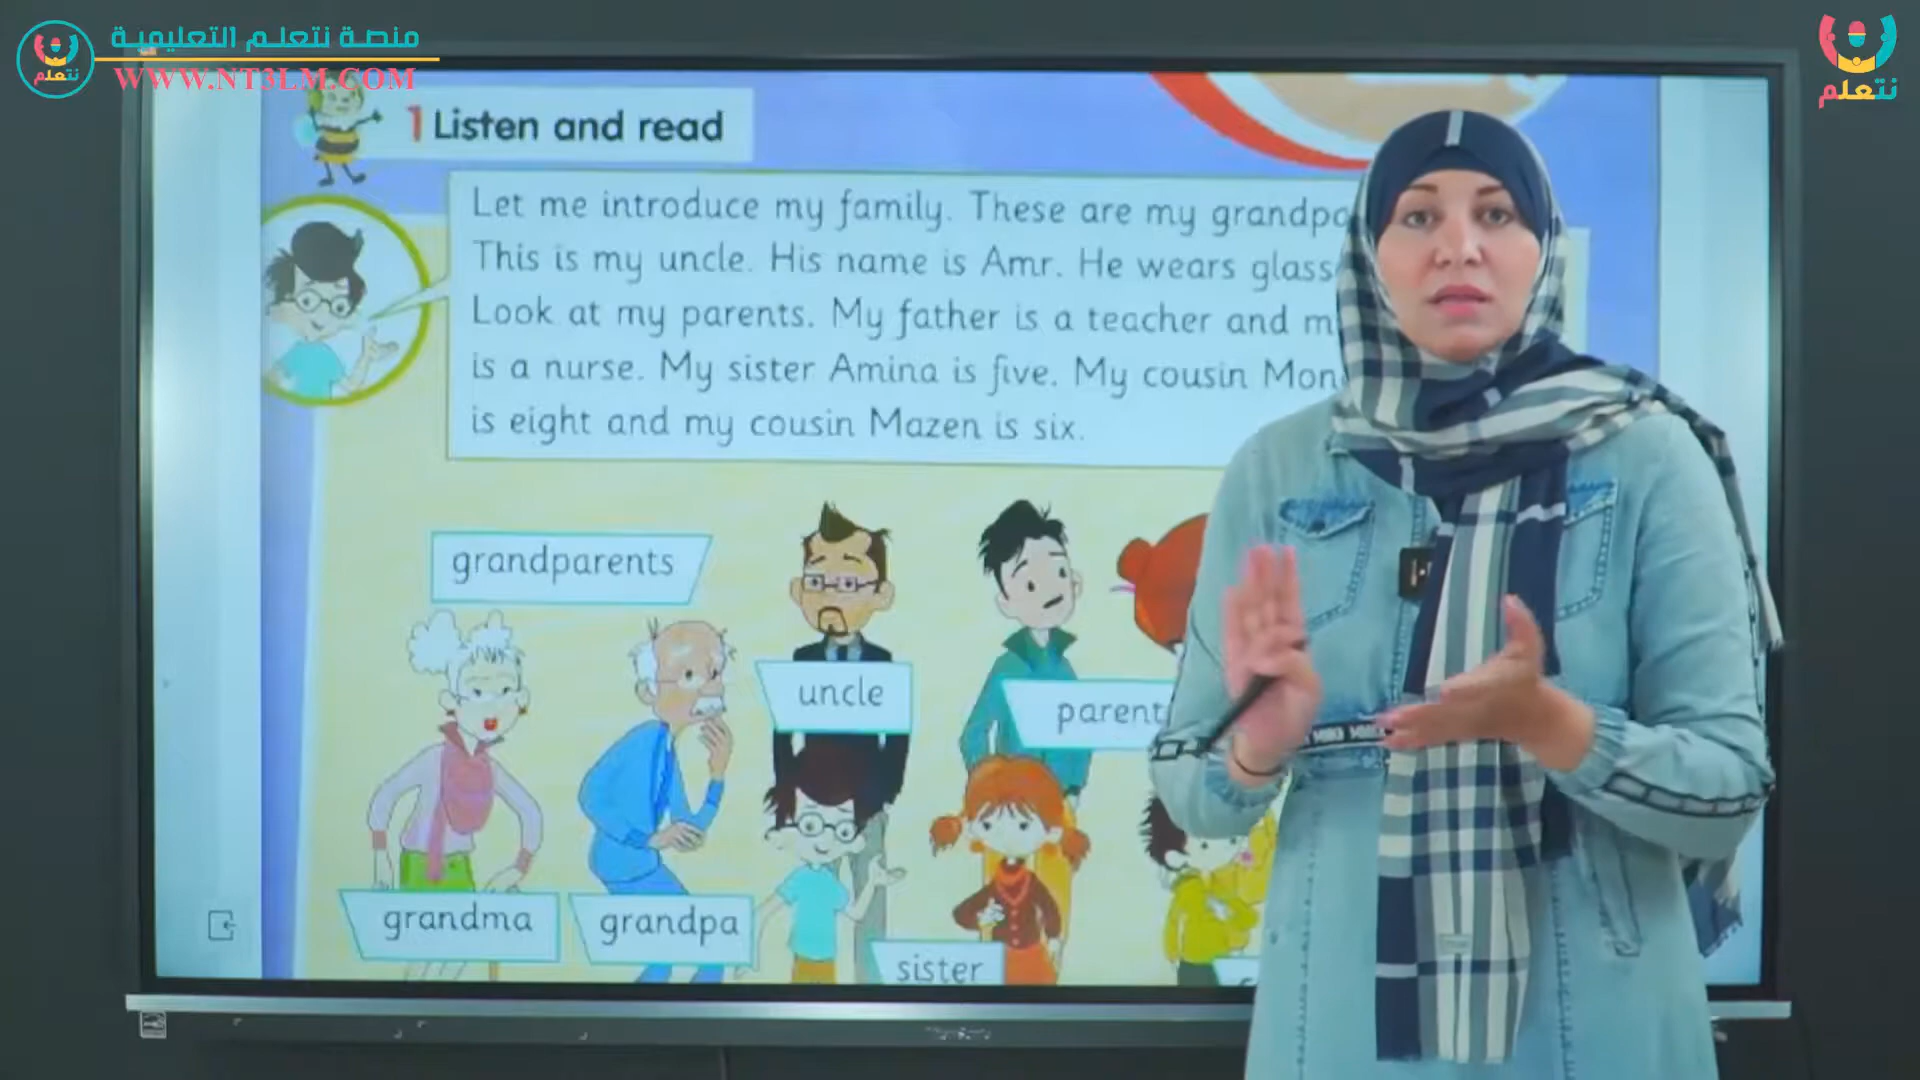 منصة نتعلم التعليمية
WWW.NT3LM.COM
نتعلم
نتعلم
1 Listen and read
Let me introduce my family. These are my grandpa
This is my uncle. His name is Amr. He wears glass
Look at my parents. My father is a teacher and m
is a nurse. My sister Amina is five. My cousin Mon
is eight and my cousin Mazen is six.
grandparents
uncle
parent
grandma
grandpa
sister